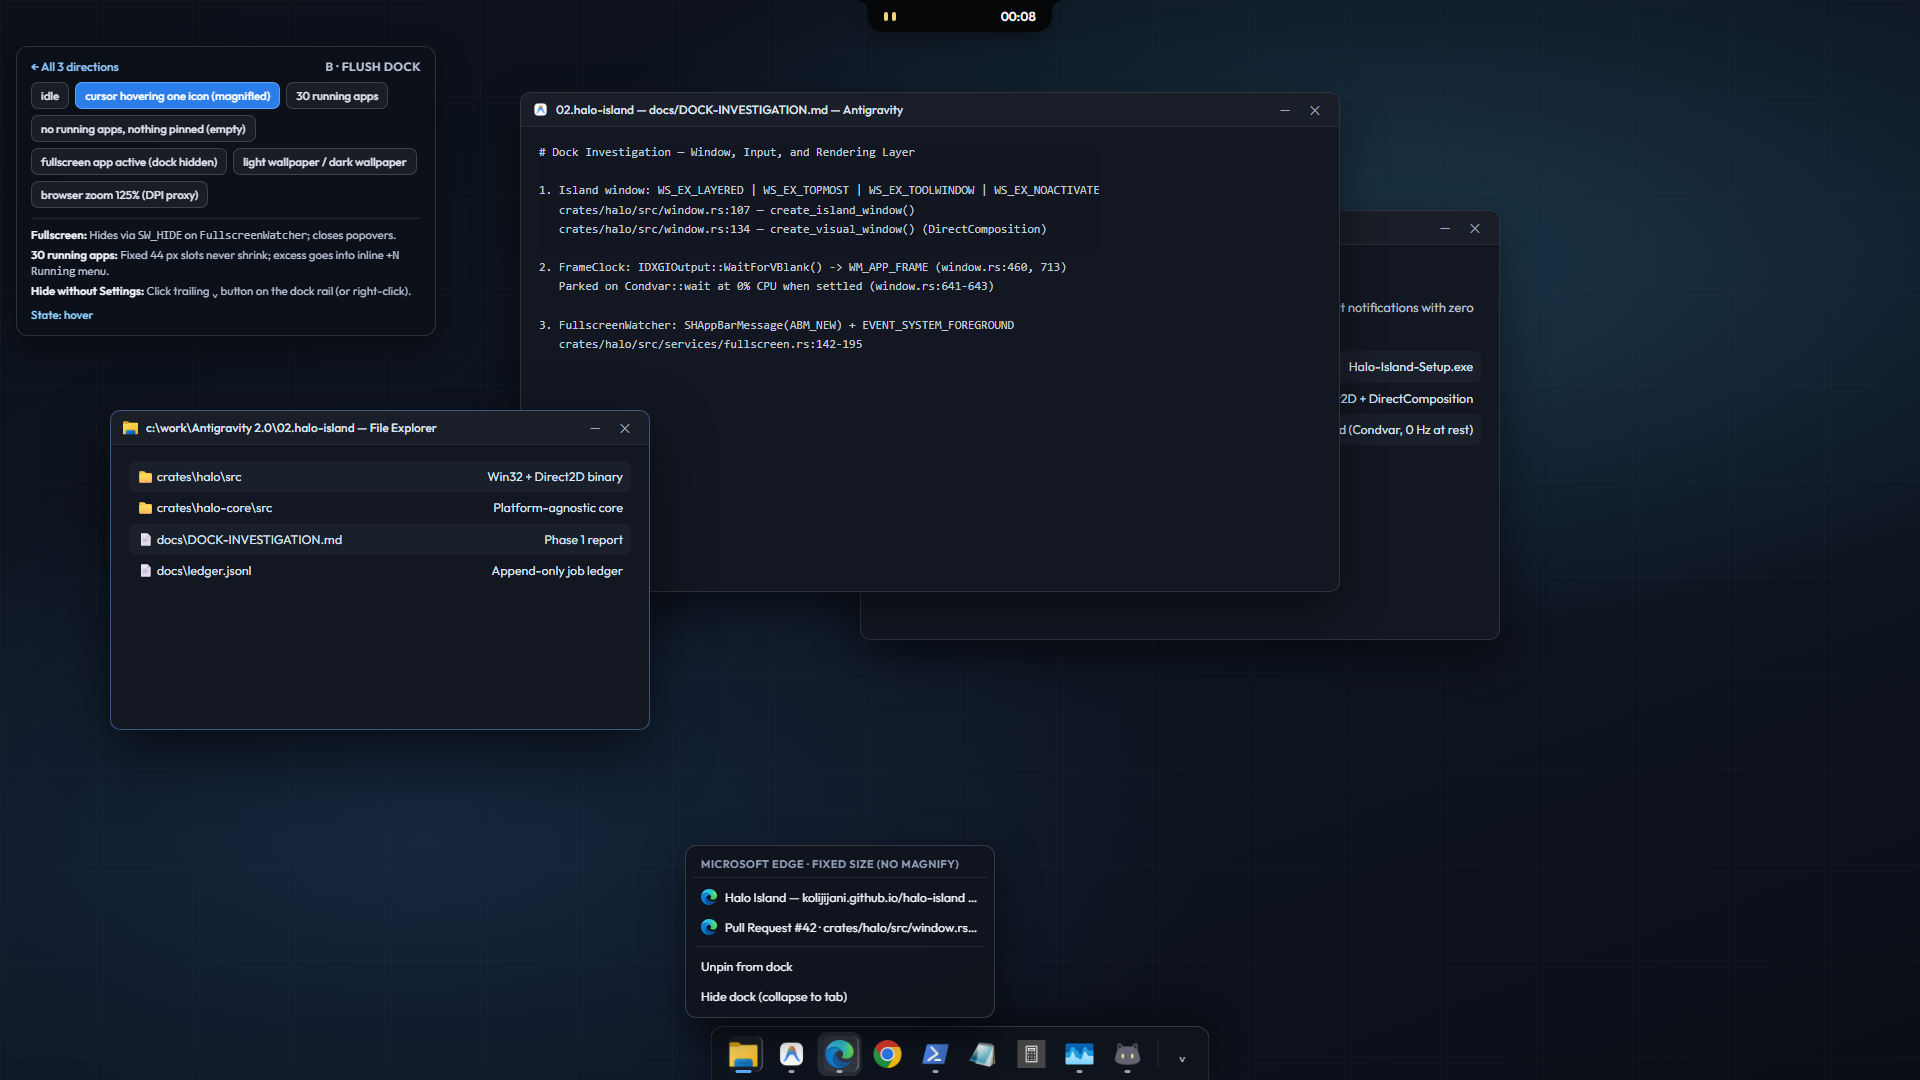 00:08
← All 3 directions
B · FLUSH DOCK
idle
cursor hovering one icon (magnified)
30 running apps
no running apps, nothing pinned (empty)
fullscreen app active (dock hidden)
light wallpaper / dark wallpaper
browser zoom 125% (DPI proxy)
Fullscreen: Hides via SW_HIDE on FullscreenWatcher; closes popovers.
30 running apps: Fixed 44 px slots never shrink; excess goes into inline +N
Running menu.
Hide without Settings: Click trailing ⌄ button on the dock rail (or right-click).
State: hover
02.halo-island — docs/DOCK-INVESTIGATION.md — Antigravity
# Dock Investigation — Window, Input, and Rendering Layer
1. Island window: WS_EX_LAYERED | WS_EX_TOPMOST | WS_EX_TOOLWINDOW | WS_EX_NOACTIVATE
crates/halo/src/window.rs:107 — create_island_window()
crates/halo/src/window.rs:134 — create_visual_window() (DirectComposition)
2. FrameClock: IDXGIOutput::WaitForVBlank() -> WM_APP_FRAME (window.rs:460, 713)
Parked on Condvar::wait at 0% CPU when settled (window.rs:641-643)
3. FullscreenWatcher: SHAppBarMessage(ABM_NEW) + EVENT_SYSTEM_FOREGROUND
crates/halo/src/services/fullscreen.rs:142-195
t notifications with zero
Halo-Island-Setup.exe
2D + DirectComposition
d (Condvar, 0 Hz at rest)
c:\work\Antigravity 2.0\02.halo-island — File Explorer
crates\halo\src
Win32 + Direct2D binary
crates\halo-core\src
Platform-agnostic core
docs\DOCK-INVESTIGATION.md
Phase 1 report
docs\ledger.jsonl
Append-only job ledger
MICROSOFT EDGE · FIXED SIZE (NO MAGNIFY)
Halo Island — kolijijani.github.io/halo-island ...
Pull Request #42 · crates/halo/src/window.rs...
Unpin from dock
Hide dock (collapse to tab)